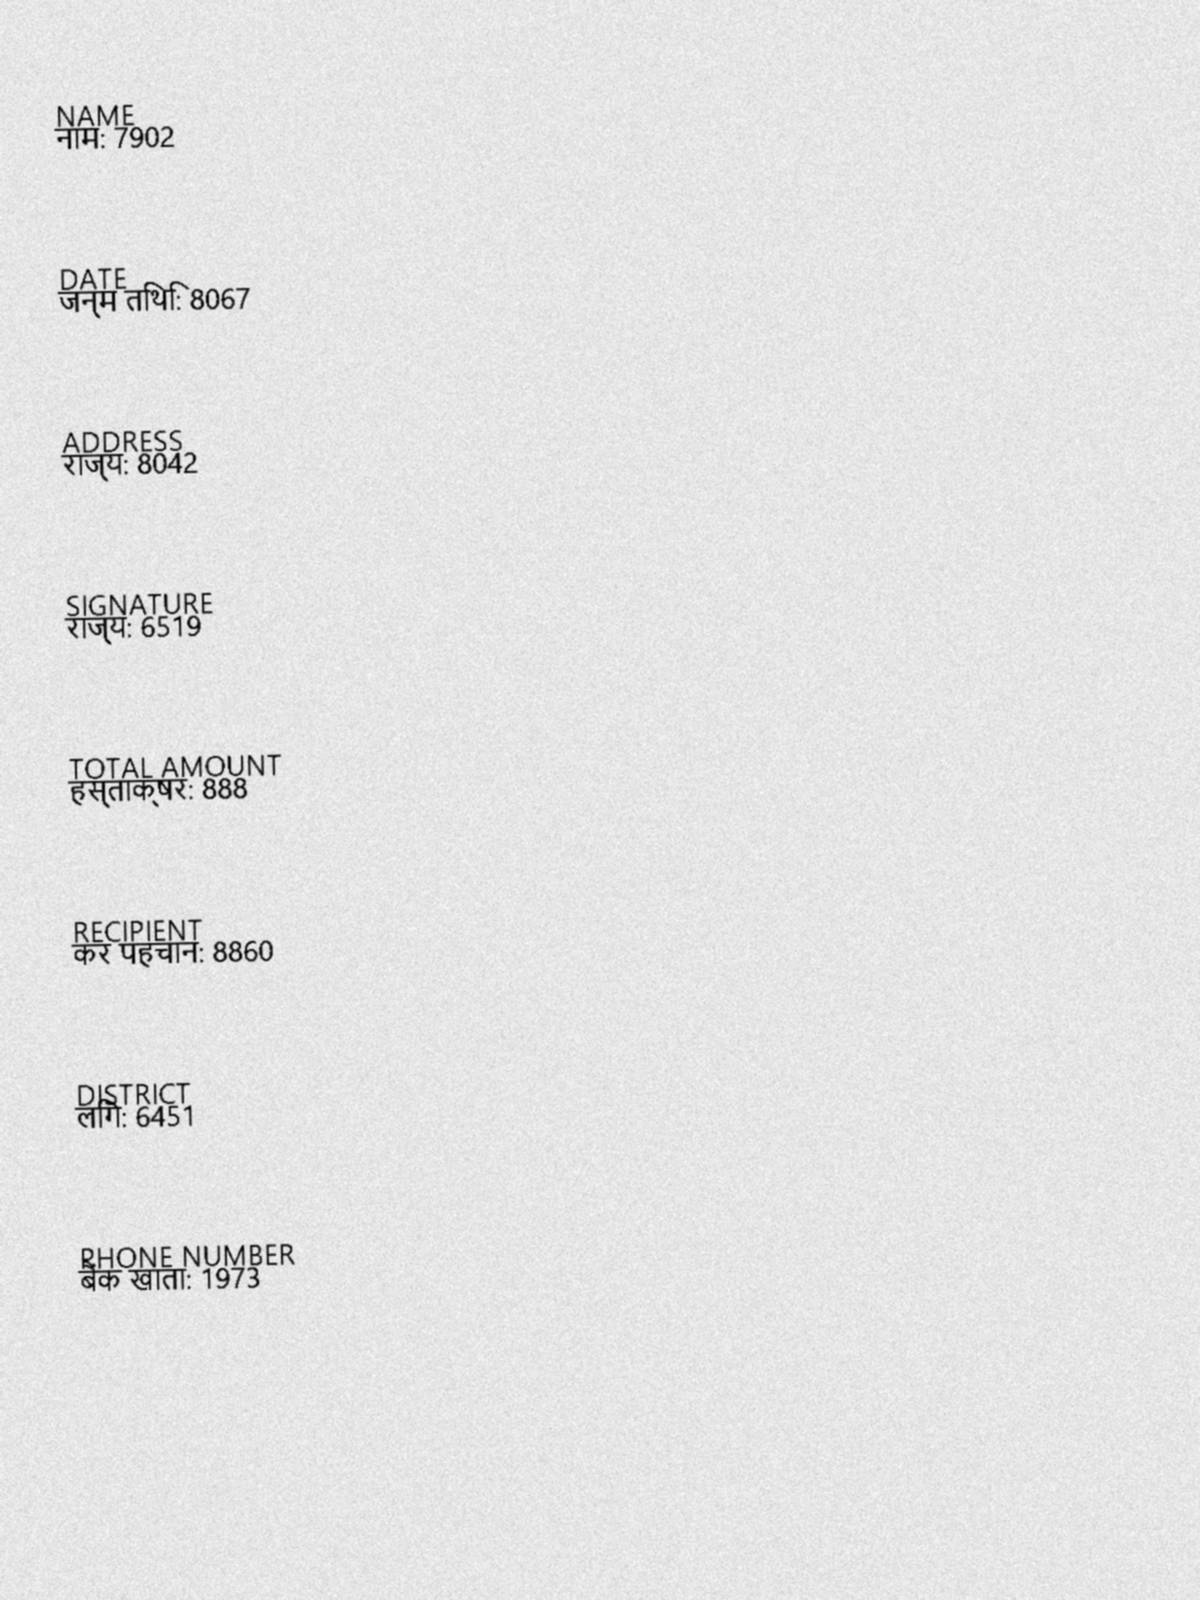 NAME
नाम: 7902
DATE
जन्म तिथि: 8067
ADDRESS
राज्य: 8042
SIGNATURE
राज्य: 6519
TOTAL AMOUNT
हस्ताक्षर: 888
RECIPIENT
कर पहचान: 8860
DISTRICT
लिंग: 6451
PHONE NUMBER
बैंक खाता: 1973